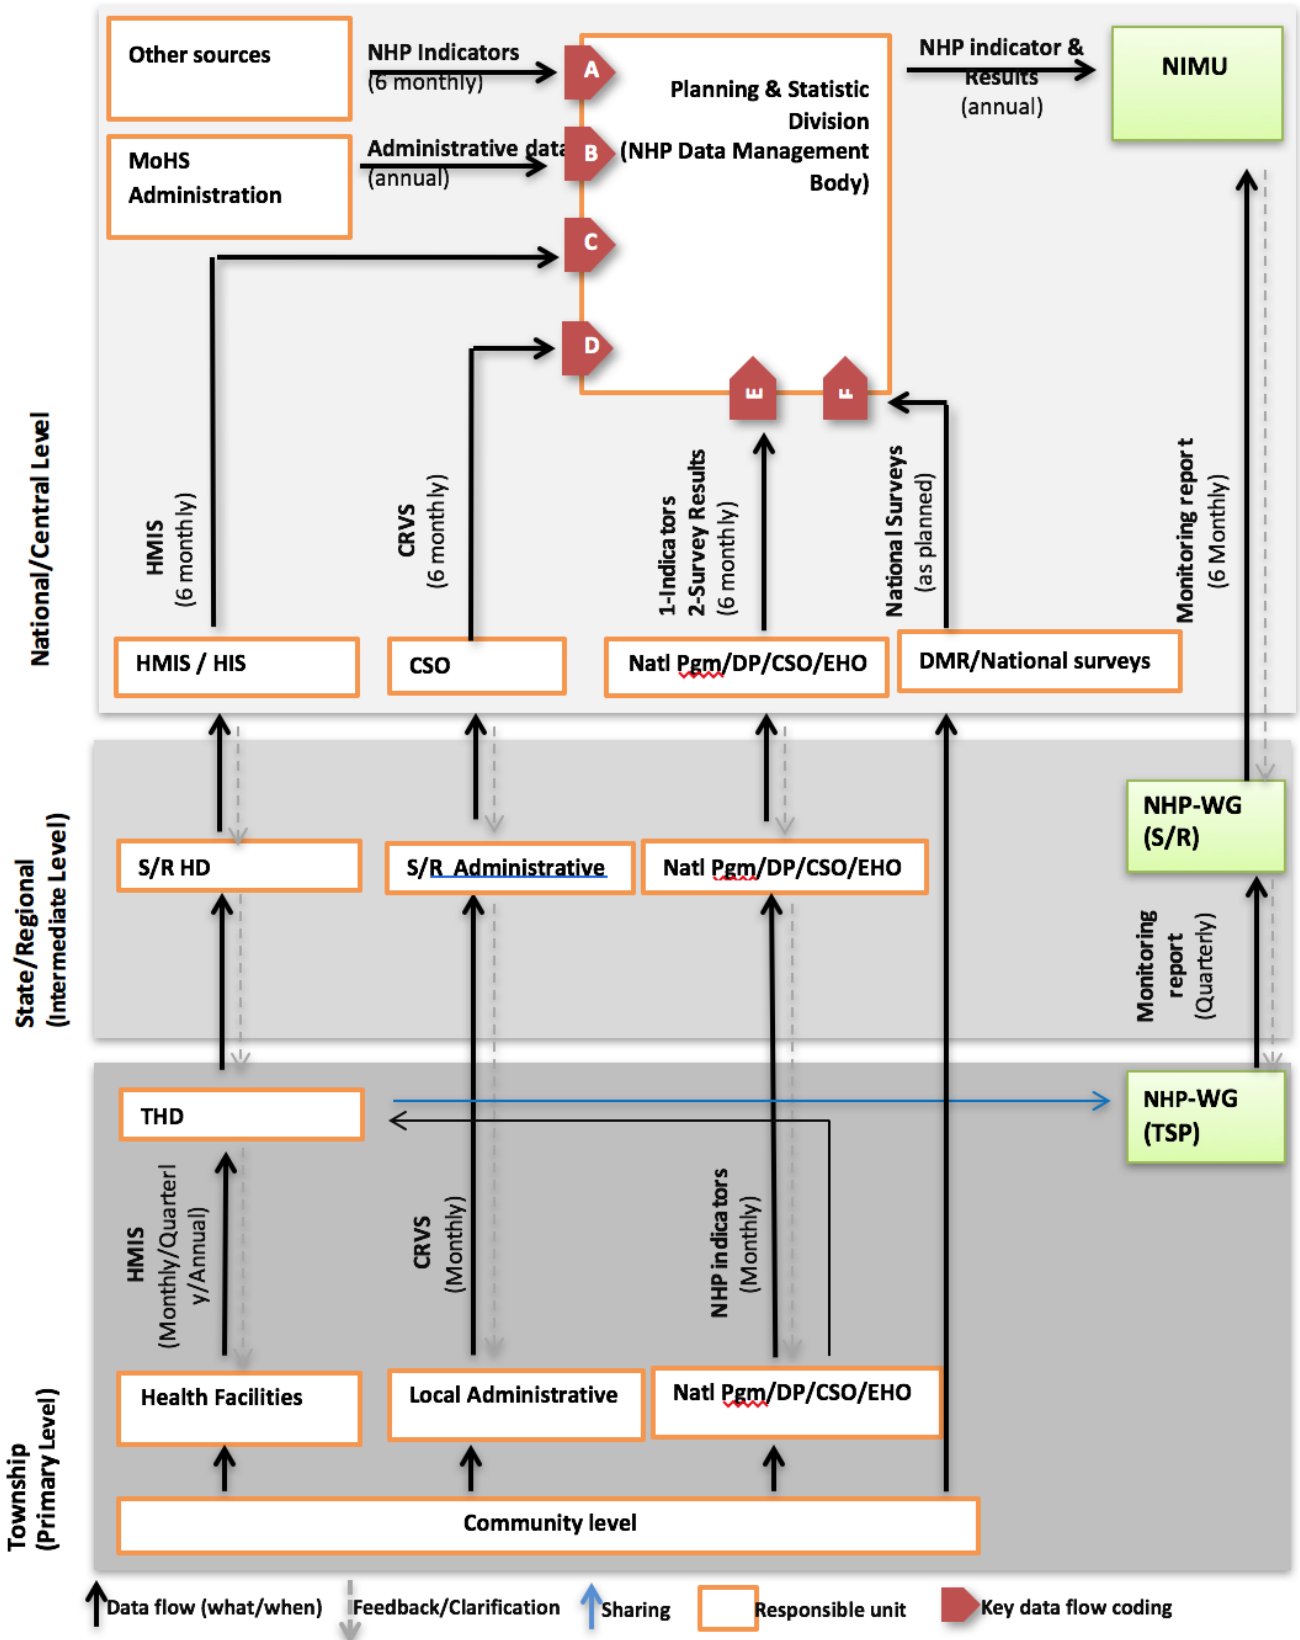 Other sources
NHP Indicators
(6 monthly)
A
Planning & Statistic
Division
(NHP Data Management
Body)
NHP indicator &
Results
(annual)
NIMU
MoHS
Administration
Administrative data
(annual)
B
C
D
E
F
National/Central Level
HMIS
(6 monthly)
CRVS
(6 monthly)
1-Indicators
2-Survey Results
(6 monthly)
National Surveys
(as planned)
Monitoring report
(6 Monthly)
HMIS / HIS
CSO
Natl Pgm/DP/CSO/EHO
DMR/National surveys
State/Regional
(Intermediate Level)
S/R HD
S/R Administrative
Natl Pgm/DP/CSO/EHO
NHP-WG
(S/R)
Monitoring
report
(Quarterly)
THD
NHP-WG
(TSP)
HMIS
(Monthly/Quarterl
y/Annual)
CRVS
(Monthly)
NHP indicators
(Monthly)
Township
(Primary Level)
Health Facilities
Local Administrative
Natl Pgm/DP/CSO/EHO
Community level
Data flow (what/when)
Feedback/Clarification
Sharing
Responsible unit
Key data flow coding